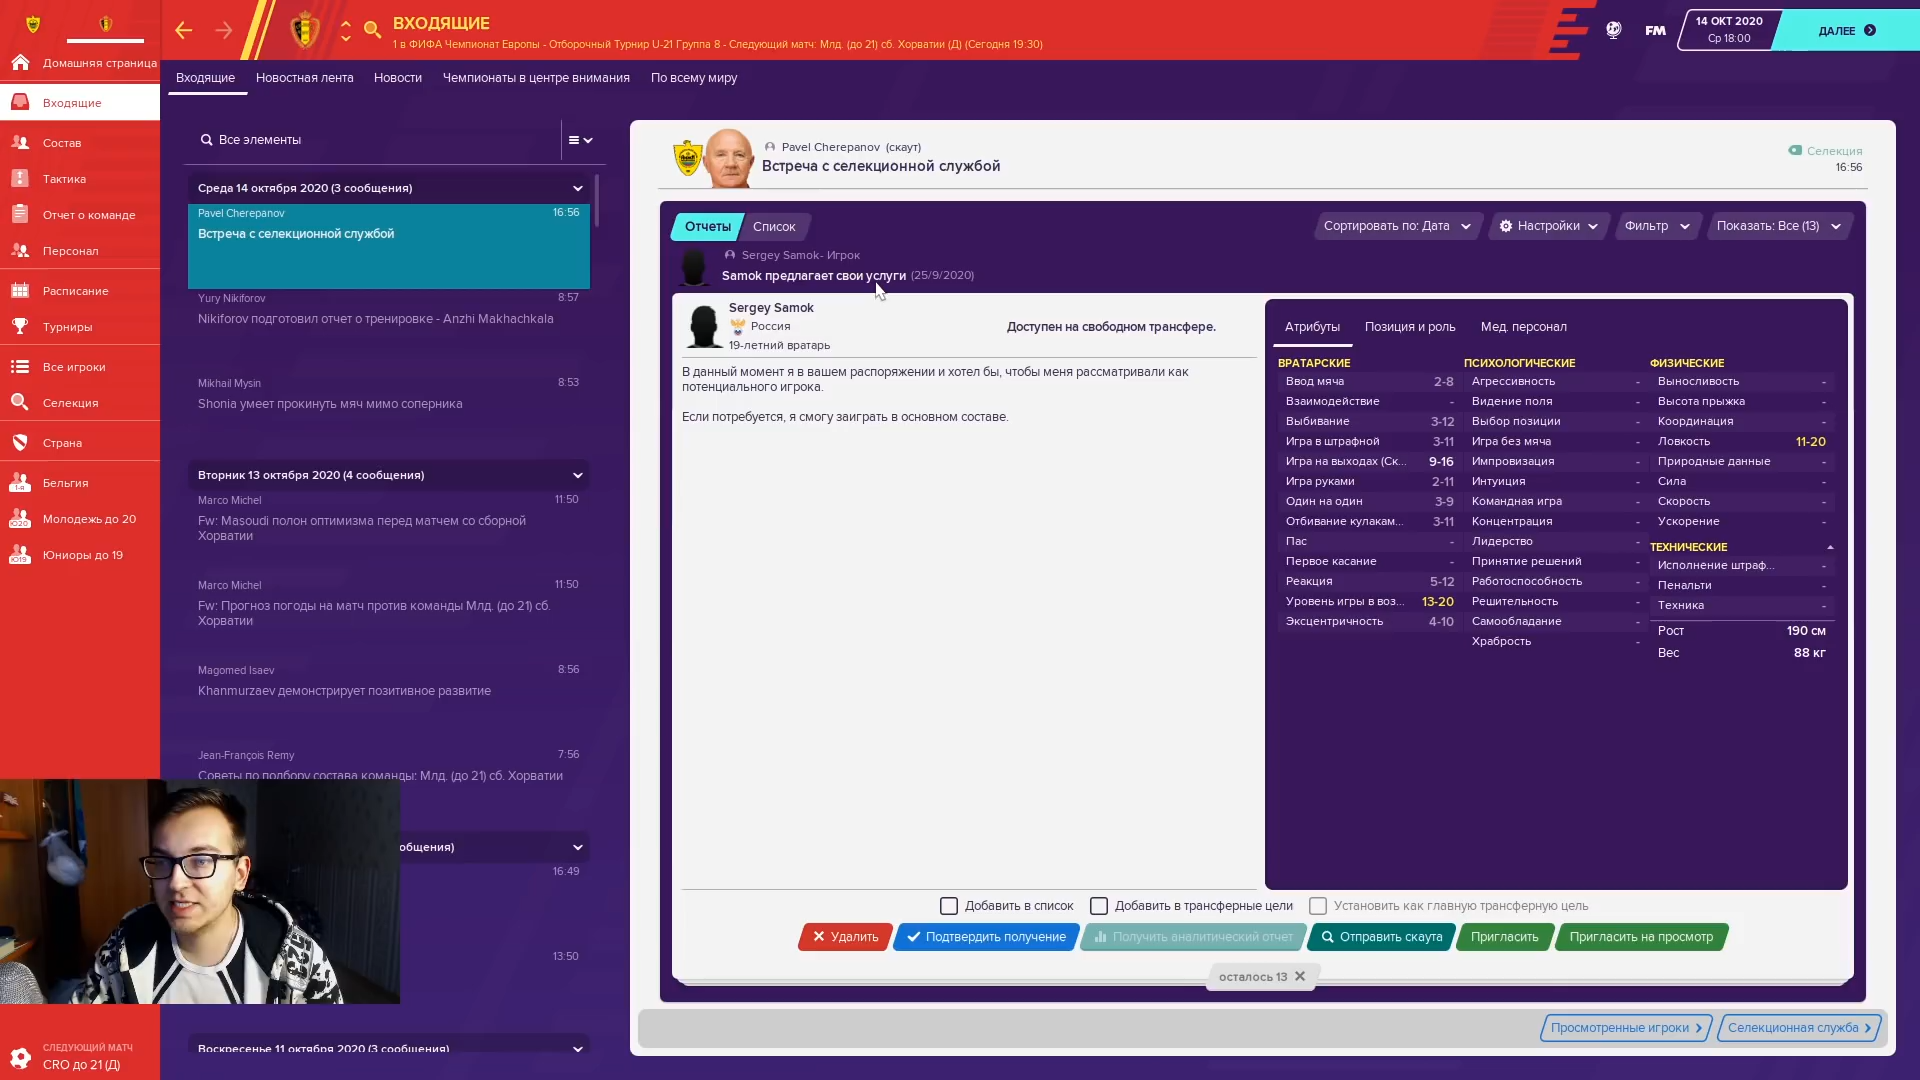 ВХОДЯЩИЕ
1 в ФИФА Чемпионат Европы - Отборочный Турнир U-21 Группа 8 - Следующий матч: Млд. (до 21) сб. Хорватии (Д) (Сегодня 19:30)
FM
14 ОКТ 2020
Ср 18:00
ДАЛЕЕ
Домашняя страница
Входящие
Состав
Тактика
Отчет о команде
Персонал
Расписание
Турниры
Все игроки
Селекция
Страна
Бельгия
Молодежь до 20
Юниоры до 19
СЛЕДУЮЩИЙ МАТЧ
CRO до 21 (Д)
Входящие
Новостная лента
Новости
Чемпионаты в центре внимания
По всему миру
Все элементы
Среда 14 октября 2020 (3 сообщения)
Pavel Cherepanov 16:56
Встреча с селекционной службой
Yury Nikiforov 8:57
Nikiforov подготовил отчет о тренировке - Anzhi Makhachkala
Mikhail Mysin 8:53
Shonia умеет прокинуть мяч мимо соперника
Вторник 13 октября 2020 (4 сообщения)
Marco Michel 11:50
Fw: Masoudi полон оптимизма перед матчем со сборной
Хорватии
Marco Michel 11:50
Fw: Прогноз погоды на матч против команды Млд. (до 21) сб.
Хорватии
Magomed Isaev 8:56
Khanmurzaev демонстрирует позитивное развитие
Jean-François Remy 7:56
Советы по подбору состава команды: Млд. (до 21) сб. Хорватии
общения)
16:49
13:50
Воскресенье 11 октября 2020 (3 сообщения)
Pavel Cherepanov (скаут)
Встреча с селекционной службой
Селекция
16:56
Отчеты
Список
Сортировать по: Дата
Настройки
Фильтр
Показать: Все (13)
Sergey Samok- Игрок
Samok предлагает свои услуги (25/9/2020)
Sergey Samok
Россия
19-летний вратарь
Доступен на свободном трансфере.
В данный момент я в вашем распоряжении и хотел бы, чтобы меня рассматривали как
потенциального игрока.
Если потребуется, я смогу заиграть в основном составе.
Атрибуты
Позиция и роль
Мед. персонал
ВРАТАРСКИЕ
Ввод мяча 2-8
Взаимодействие -
Выбивание 3-12
Игра в штрафной 3-11
Игра на выходах (Ск... 9-16
Игра руками 2-11
Один на один 3-9
Отбивание кулакам... 3-11
Пас -
Первое касание -
Реакция 5-12
Уровень игры в воз... 13-20
Эксцентричность 4-10
ПСИХОЛОГИЧЕСКИЕ
Агрессивность -
Видение поля -
Выбор позиции -
Игра без мяча -
Импровизация -
Интуиция -
Командная игра -
Концентрация -
Лидерство -
Принятие решений -
Работоспособность -
Решительность -
Самообладание -
Храбрость -
ФИЗИЧЕСКИЕ
Выносливость -
Высота прыжка -
Координация -
Ловкость 11-20
Природные данные -
Сила -
Скорость -
Ускорение -
ТЕХНИЧЕСКИЕ
Исполнение штраф... -
Пенальти -
Техника -
Рост 190 см
Вес 88 кг
Добавить в список
Добавить в трансферные цели
Установить как главную трансферную цель
Удалить
Подтвердить получение
Получить аналитический отчет
Отправить скаута
Пригласить
Пригласить на просмотр
осталось 13
Просмотренные игроки
Селекционная служба